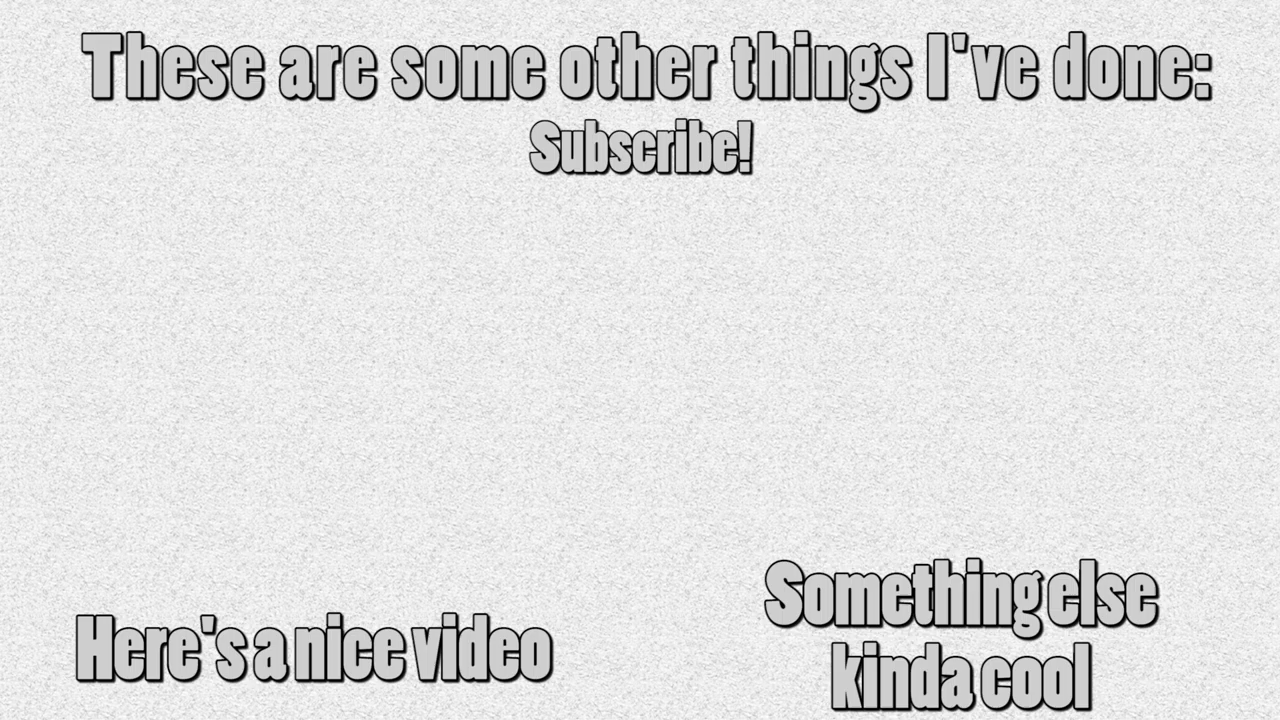 These are some other things I've done:
Subscribe!
Here's a nice video
Something else
kinda cool